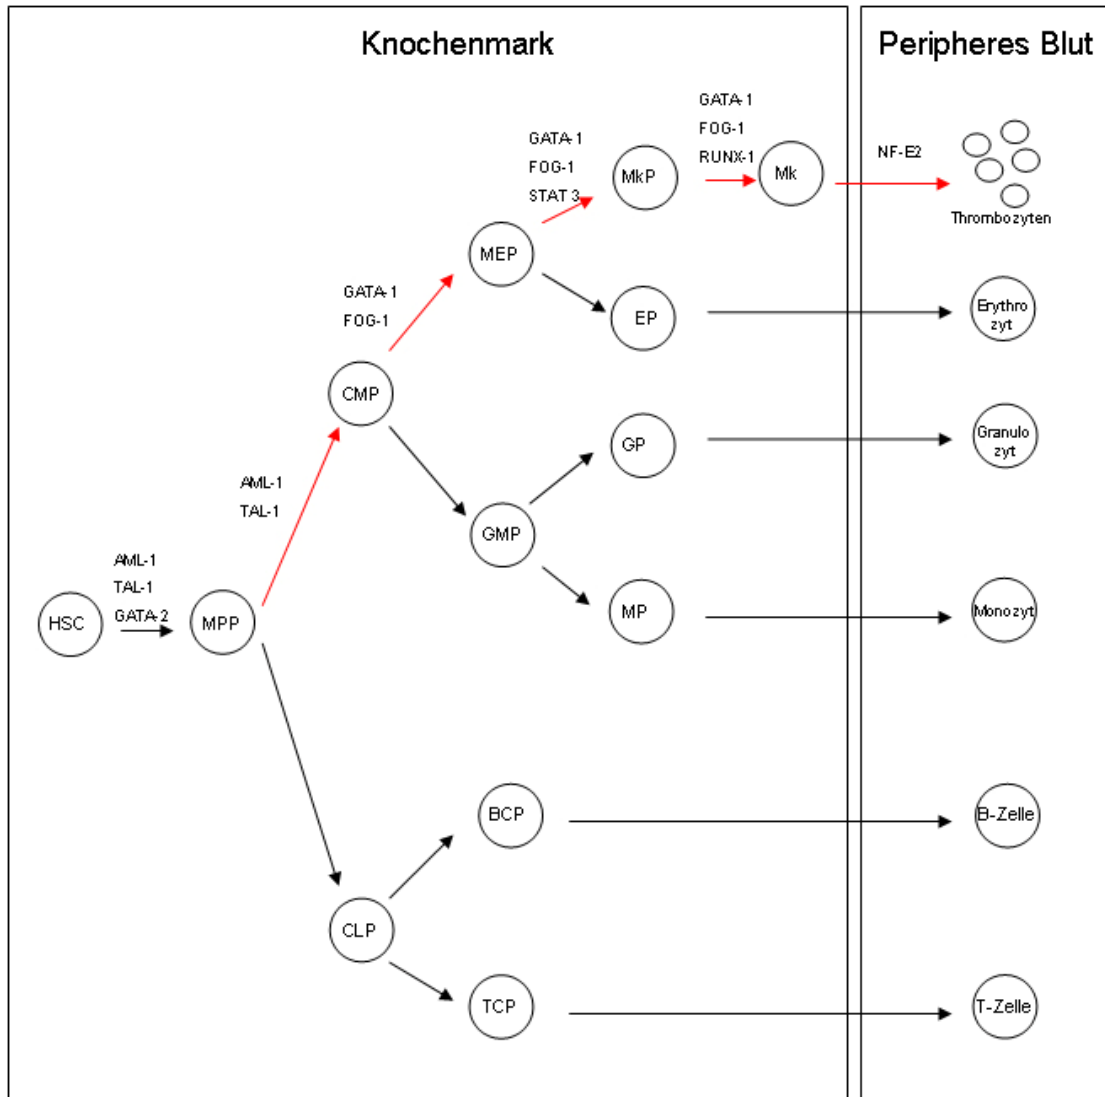 Knochenmark
Peripheres Blut
GATA-1
FOG-1
RUNX-1
GATA-1
FOG-1
STAT 3
MkP
Mk
NF-E2
Thrombozyten
MEP
GATA-1
FOG-1
EP
Erythro
zyt
CMP
GP
Granulo
zyt
AML-1
TAL-1
GMP
AML-1
TAL-1
GATA-2
HSC
MPP
MP
Monozyt
BCP
B-Zelle
CLP
TCP
T-Zelle